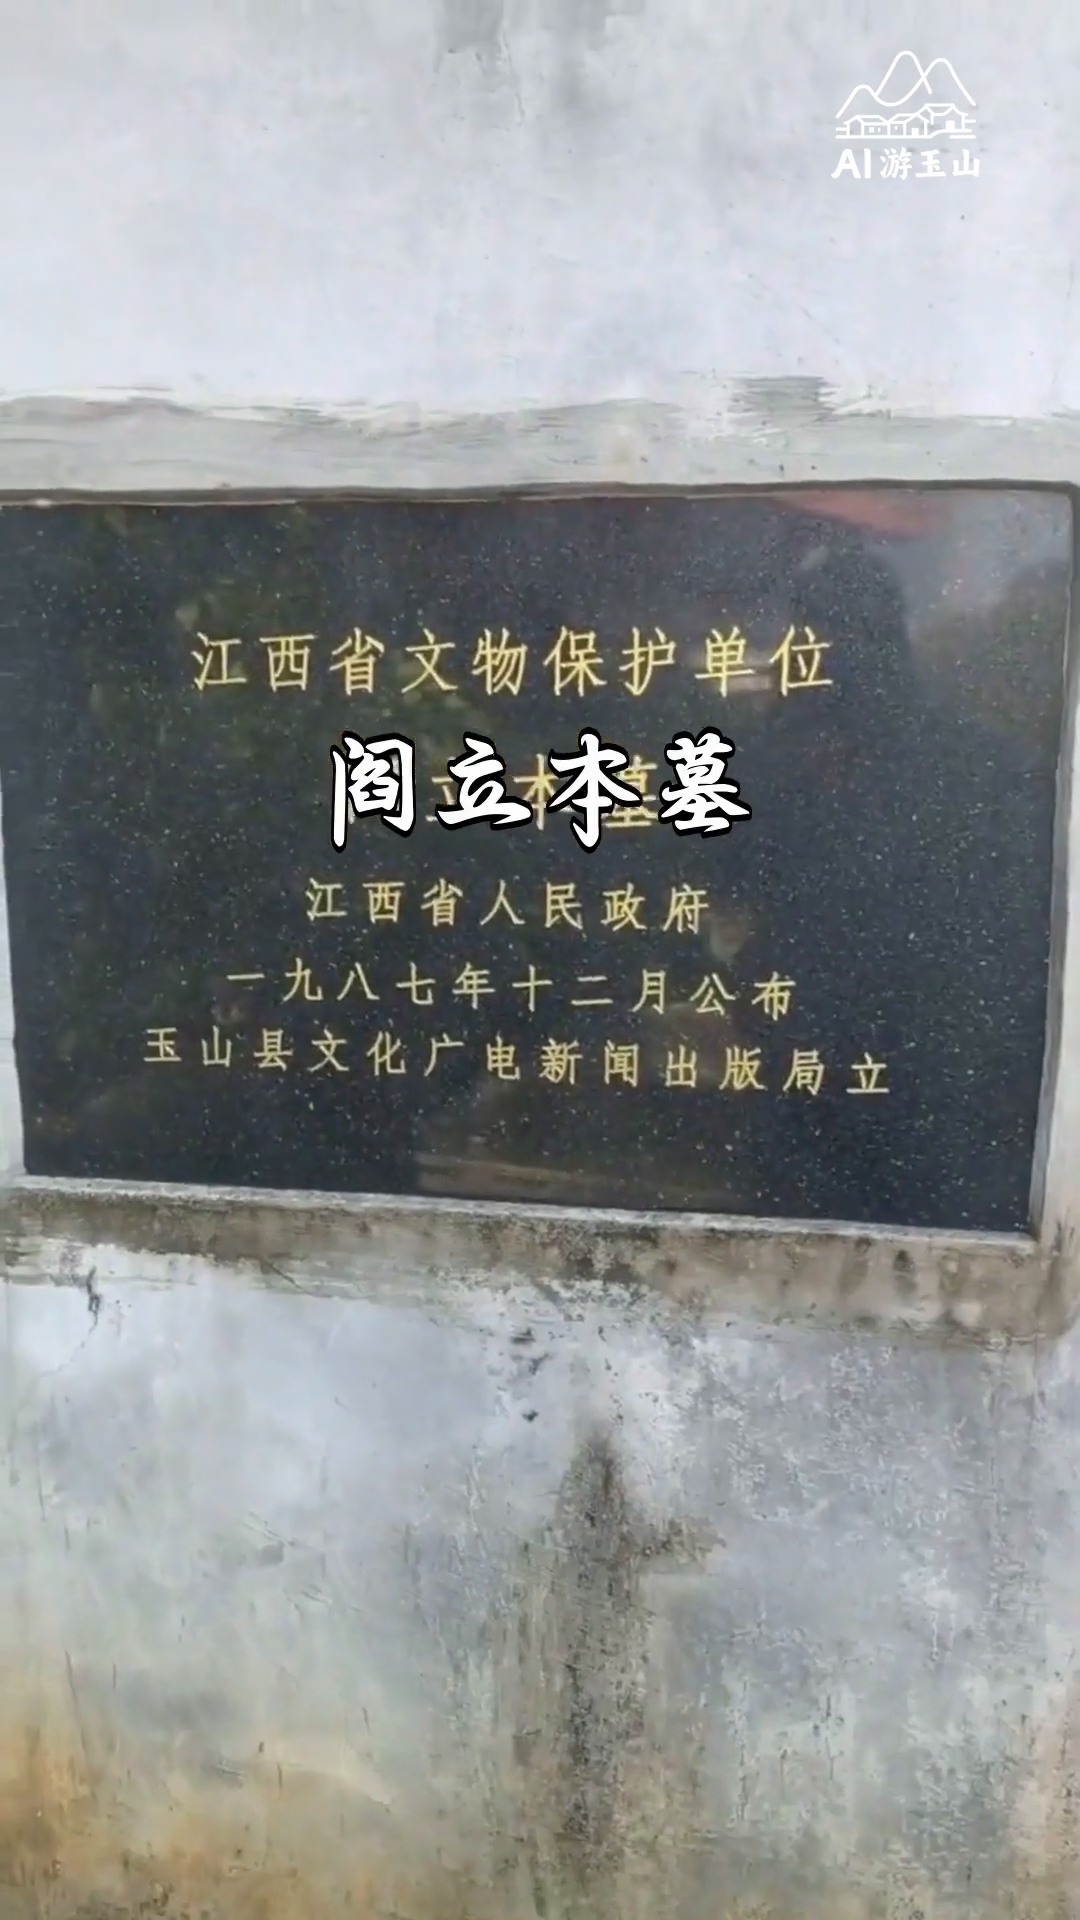 AI游玉山
江西省文物保护单位
阎立本墓
江西省人民政府
一九八七年十二月公布
玉山县文化广电新闻出版局立